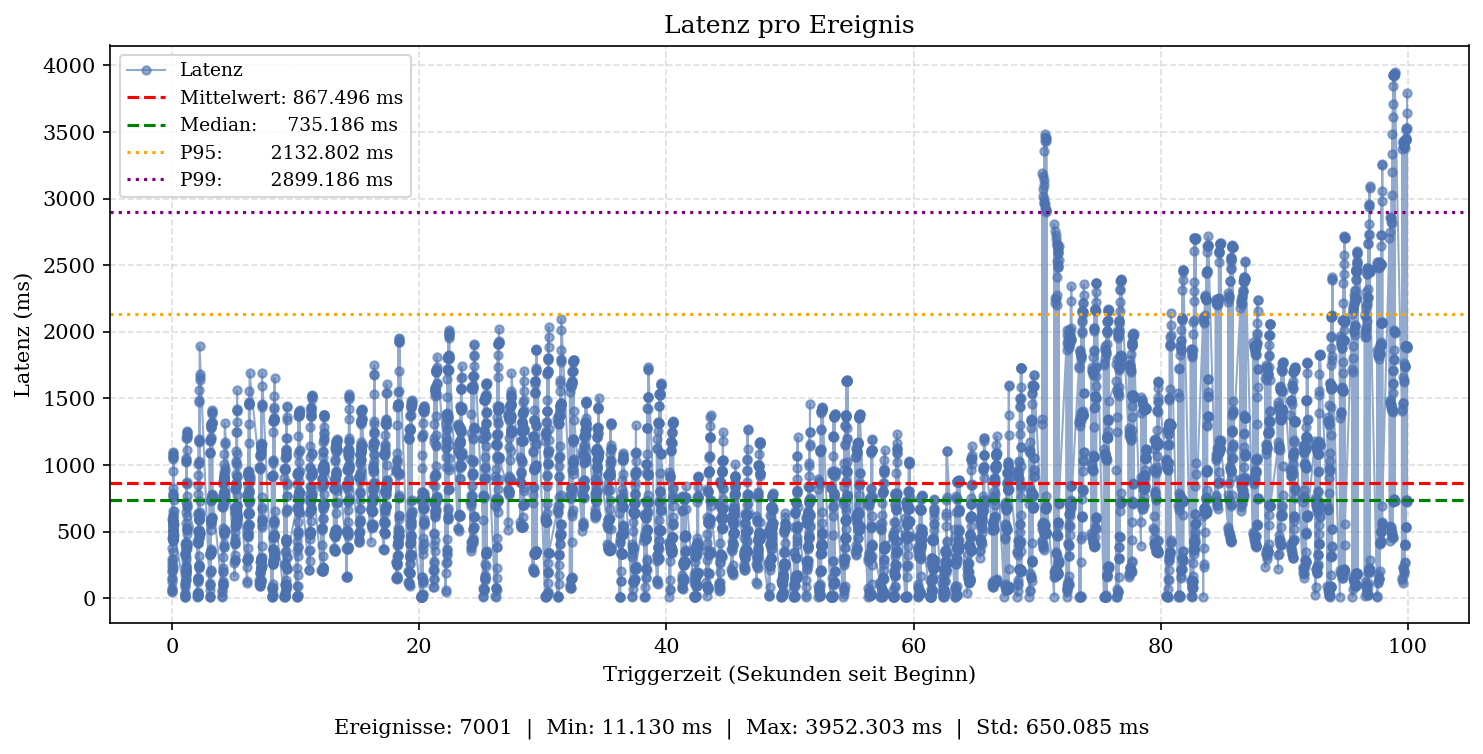 Latenz pro Ereignis
Latenz (ms)
4000
3500
3000
2500
2000
1500
1000
500
0
Latenz
Mittelwert: 867.496 ms
Median: 735.186 ms
P95: 2132.802 ms
P99: 2899.186 ms
0 20 40 60 80 100
Triggerzeit (Sekunden seit Beginn)
Ereignisse: 7001 | Min: 11.130 ms | Max: 3952.303 ms | Std: 650.085 ms